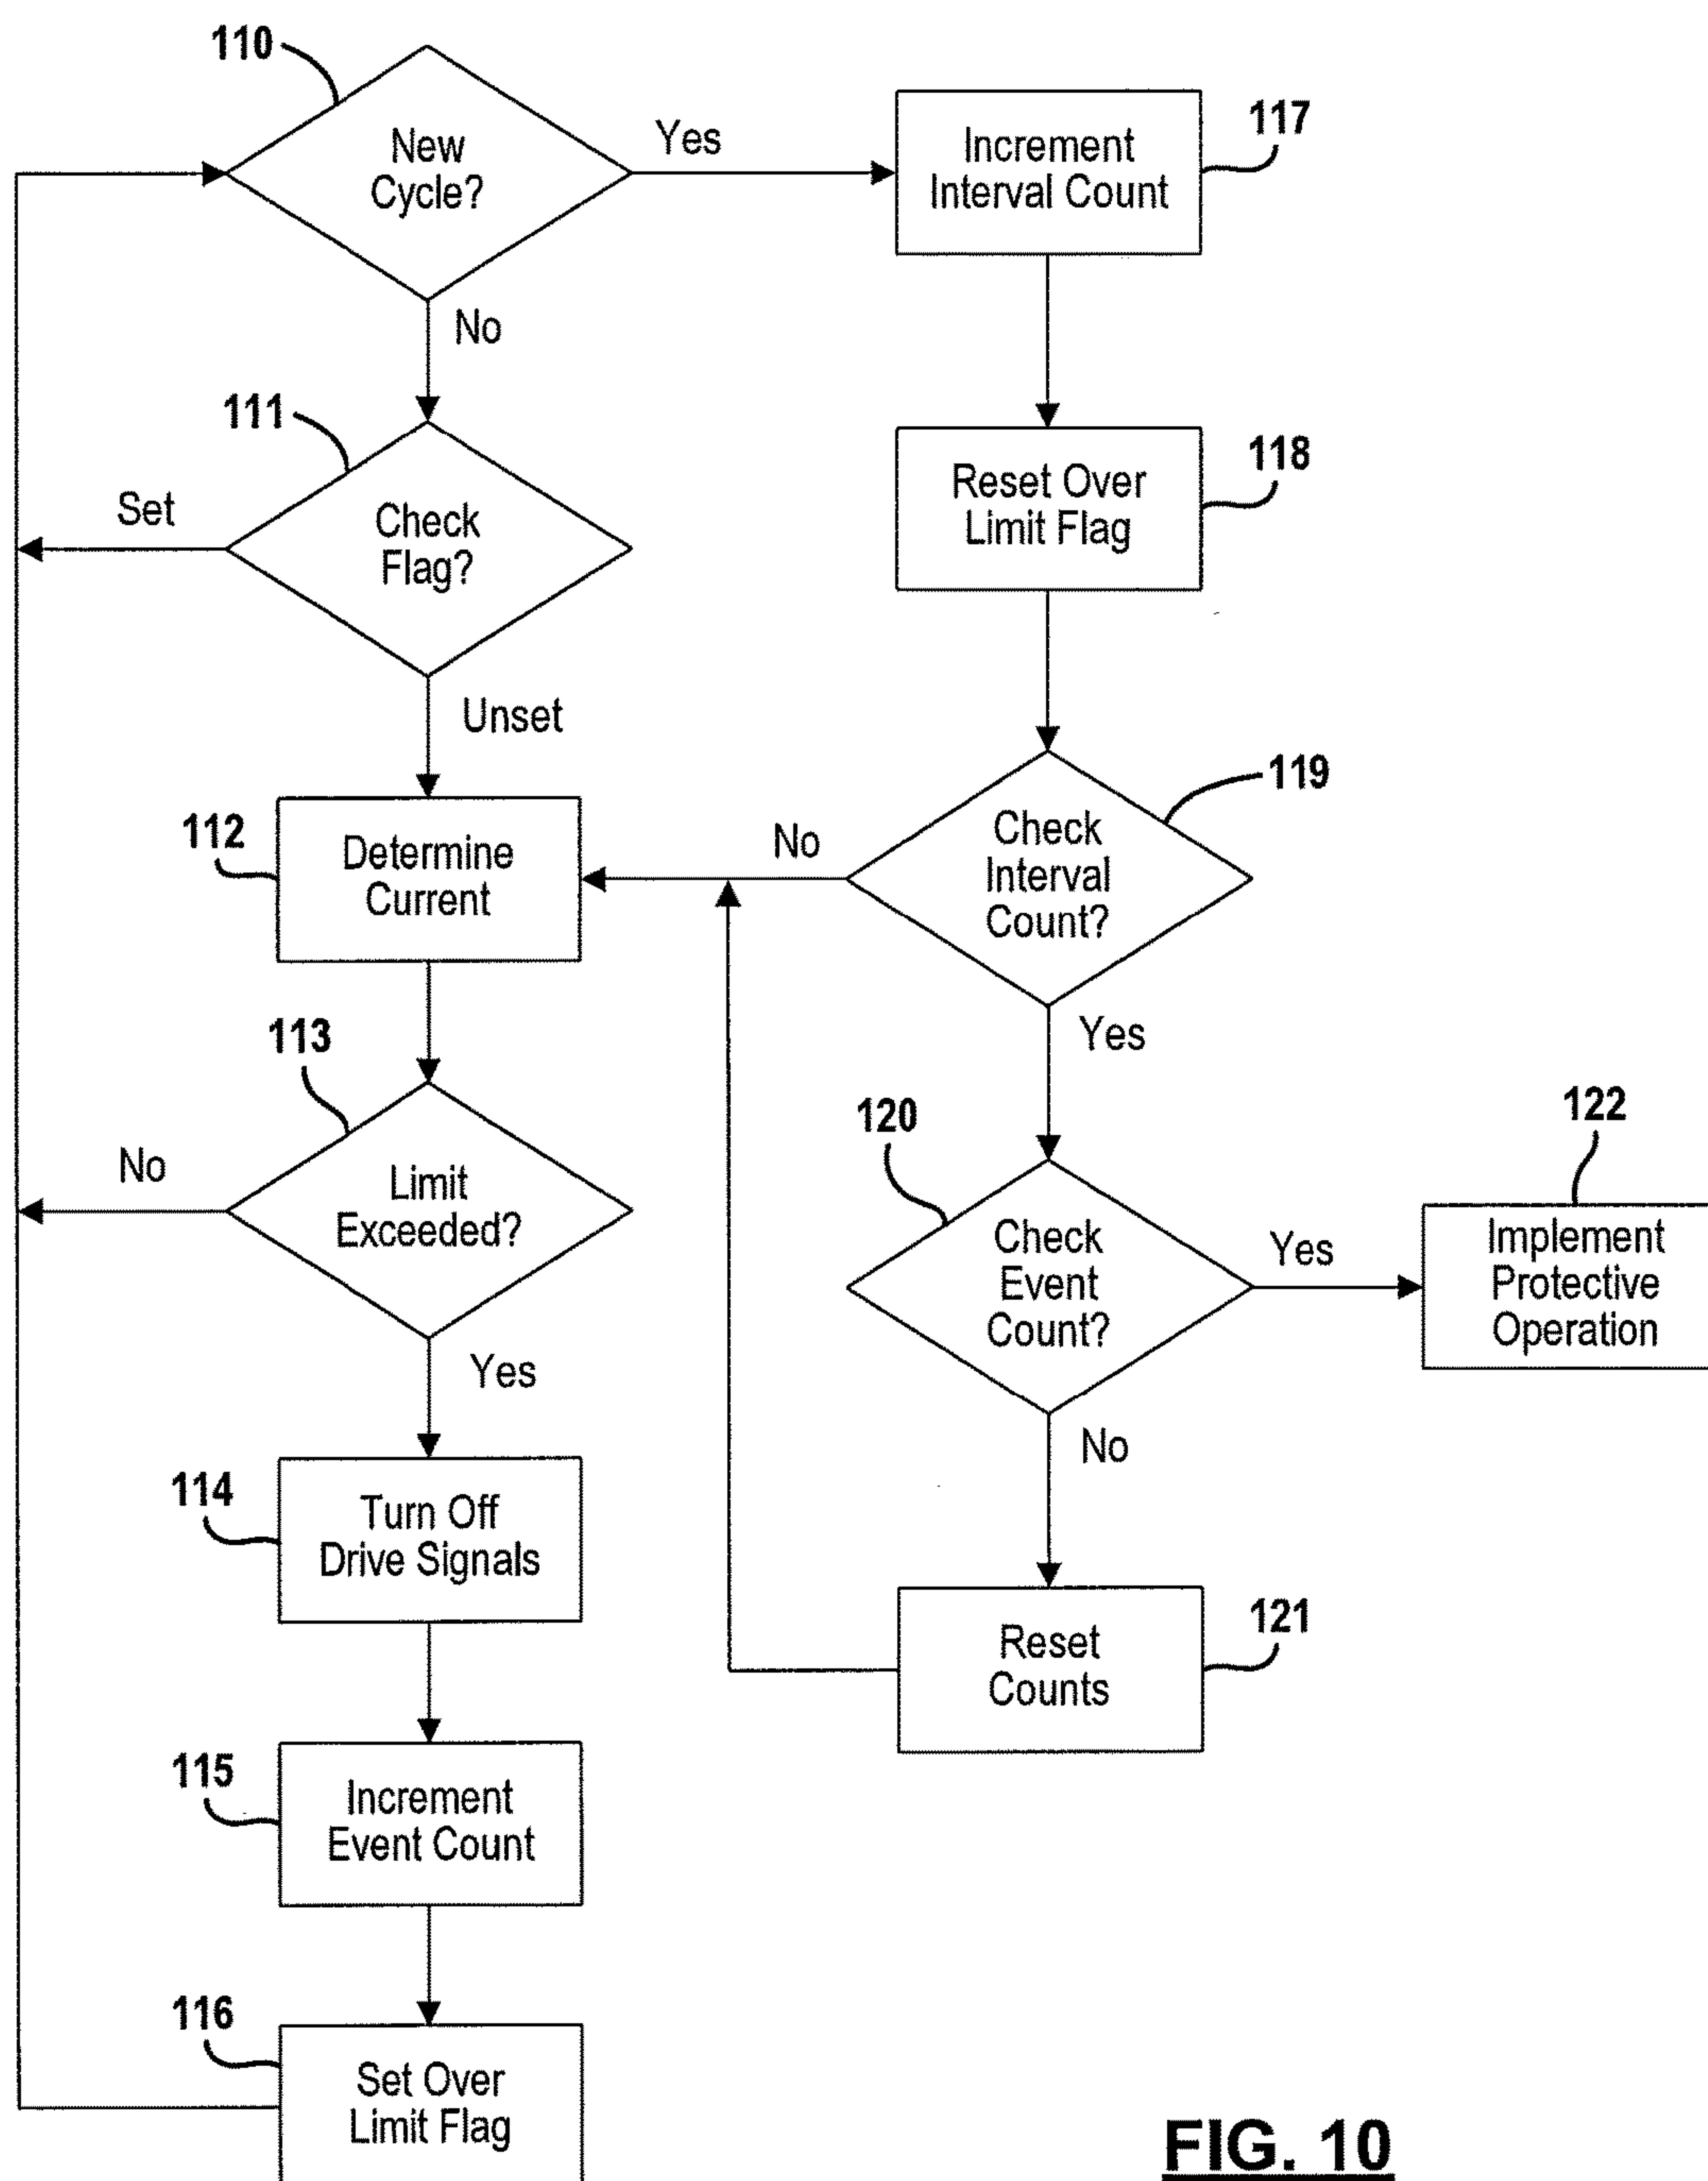 110
New
Cycle?
Yes
No
117
Increment
Interval Count
111
Check
Flag?
Set
Unset
118
Reset Over
Limit Flag
112
Determine
Current
No
119
Check
Interval
Count?
Yes
113
Limit
Exceeded?
No
Yes
120
Check
Event
Count?
Yes
No
122
Implement
Protective
Operation
114
Turn Off
Drive Signals
121
Reset
Counts
115
Increment
Event Count
116
Set Over
Limit Flag
FIG. 10